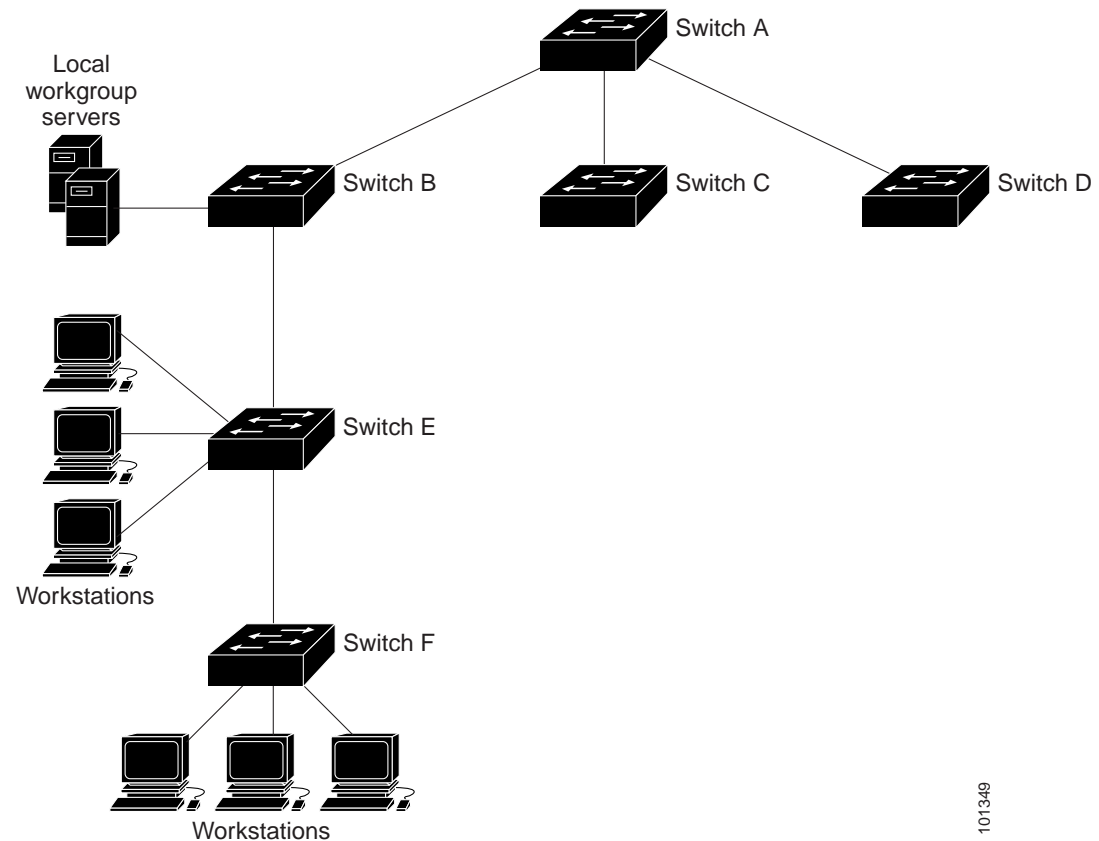 Switch A
Local
workgroup
servers
Switch B
Switch C
Switch D
Switch E
Workstations
Switch F
Workstations
101349